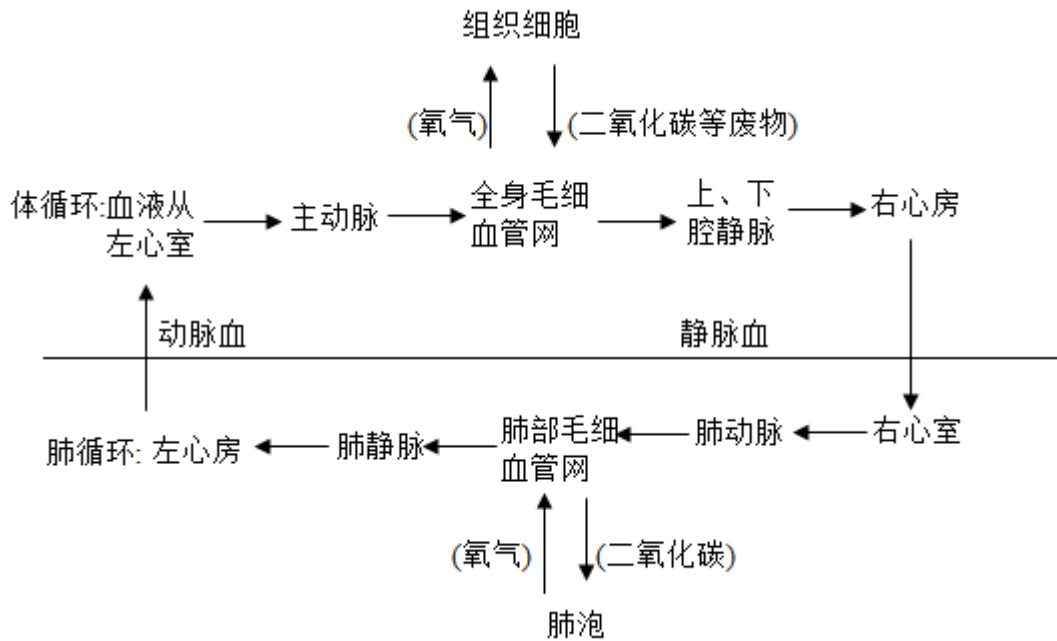 组织细胞
(氧气)
(二氧化碳等废物)
体循环:血液从
左心室
主动脉
全身毛细
血管网
上、下
腔静脉
右心房
动脉血
静脉血
肺循环: 左心房
肺静脉
肺部毛细
血管网
肺动脉
右心室
(氧气)
(二氧化碳)
肺泡